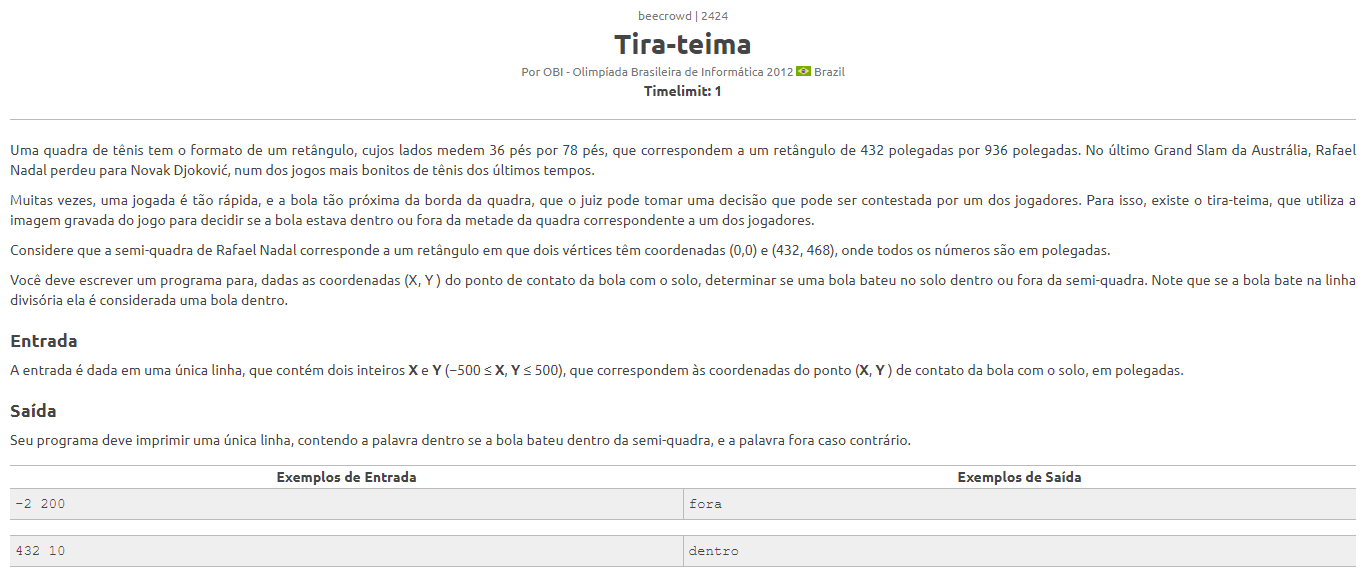 beecrowd | 2424
Tira-teima
Por OBI - Olimpíada Brasileira de Informática 2012 Brazil
Timelimit: 1
Uma quadra de tênis tem o formato de um retângulo, cujos lados medem 36 pés por 78 pés, que correspondem a um retângulo de 432 polegadas por 936 polegadas. No último Grand Slam da Austrália, Rafael
Nadal perdeu para Novak Djoković, num dos jogos mais bonitos de tênis dos últimos tempos.
Muitas vezes, uma jogada é tão rápida, e a bola tão próxima da borda da quadra, que o juiz pode tomar uma decisão que pode ser contestada por um dos jogadores. Para isso, existe o tira-teima, que utiliza a
imagem gravada do jogo para decidir se a bola estava dentro ou fora da metade da quadra correspondente a um dos jogadores.
Considere que a semi-quadra de Rafael Nadal corresponde a um retângulo em que dois vértices têm coordenadas (0,0) e (432, 468), onde todos os números são em polegadas.
Você deve escrever um programa para, dadas as coordenadas (X, Y ) do ponto de contato da bola com o solo, determinar se uma bola bateu no solo dentro ou fora da semi-quadra. Note que se a bola bate na linha
divisória ela é considerada uma bola dentro.
Entrada
A entrada é dada em uma única linha, que contém dois inteiros X e Y (−500 ≤ X, Y ≤ 500), que correspondem às coordenadas do ponto (X, Y ) de contato da bola com o solo, em polegadas.
Saída
Seu programa deve imprimir uma única linha, contendo a palavra dentro se a bola bateu dentro da semi-quadra, e a palavra fora caso contrário.
Exemplos de Entrada Exemplos de Saída
-2 200 fora
432 10 dentro